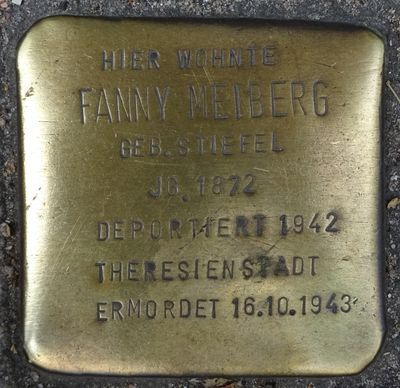 HIER WOHNTE
FANNY MEIBERG
GEB. STIEFEL
JG. 1872
DEPORTIERT 1942
THERESIENSTADT
ERMORDET 16.10.1943